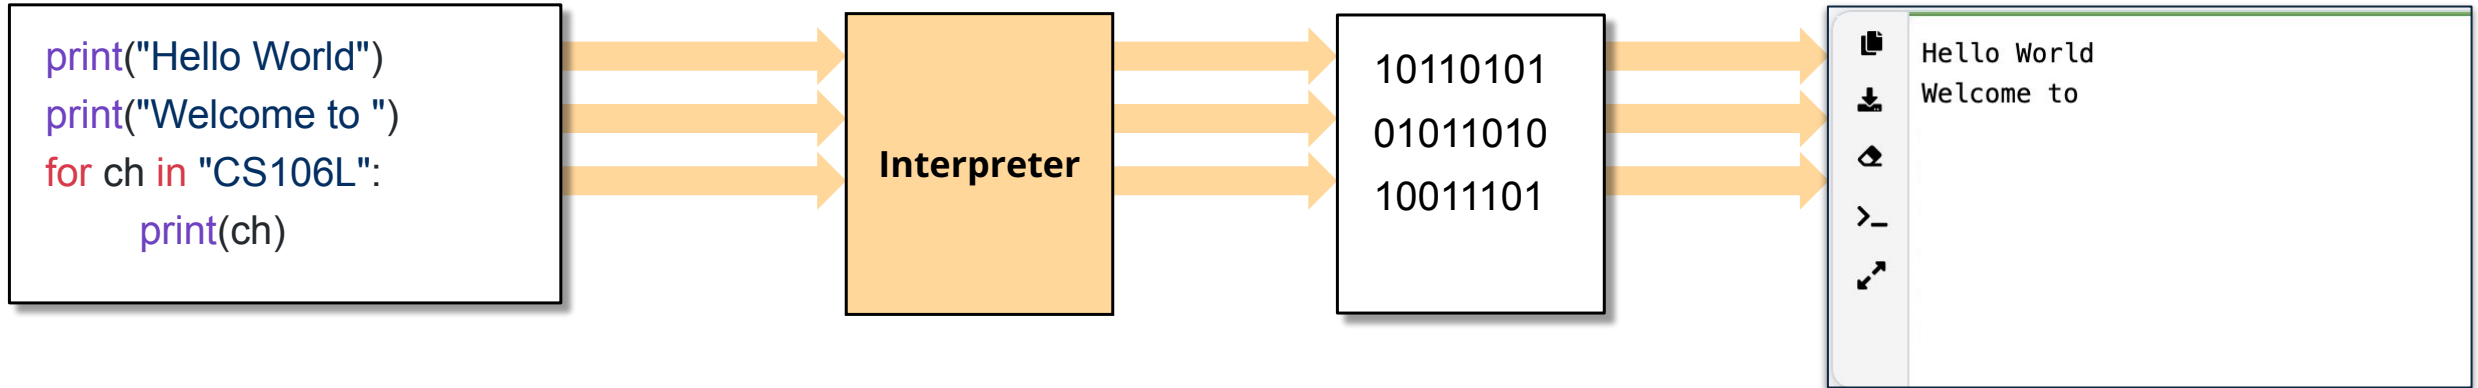 print("Hello World")
print("Welcome to ")
for ch in "CS106L":
print(ch)
Interpreter
10110101
01011010
10011101
Hello World
Welcome to